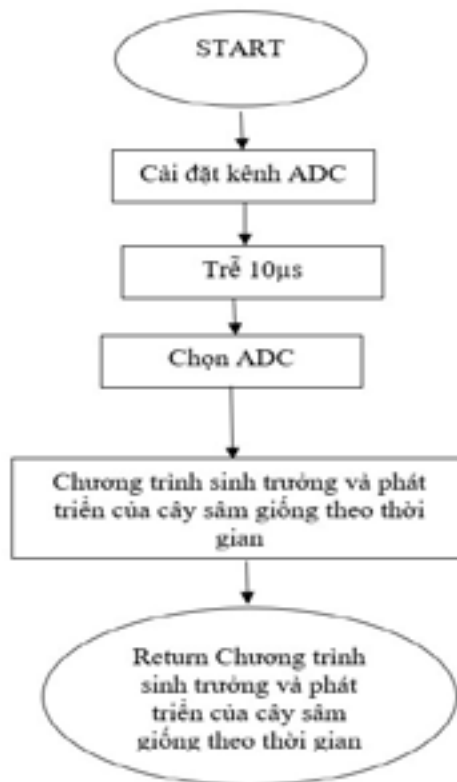 START
Cài đặt kênh ADC
Trễ 10µs
Chọn ADC
Chương trình sinh trưởng và phát
triển của cây sâm giống theo thời
gian
Return Chương trình
sinh trưởng và phát
triển của cây sâm
giống theo thời gian